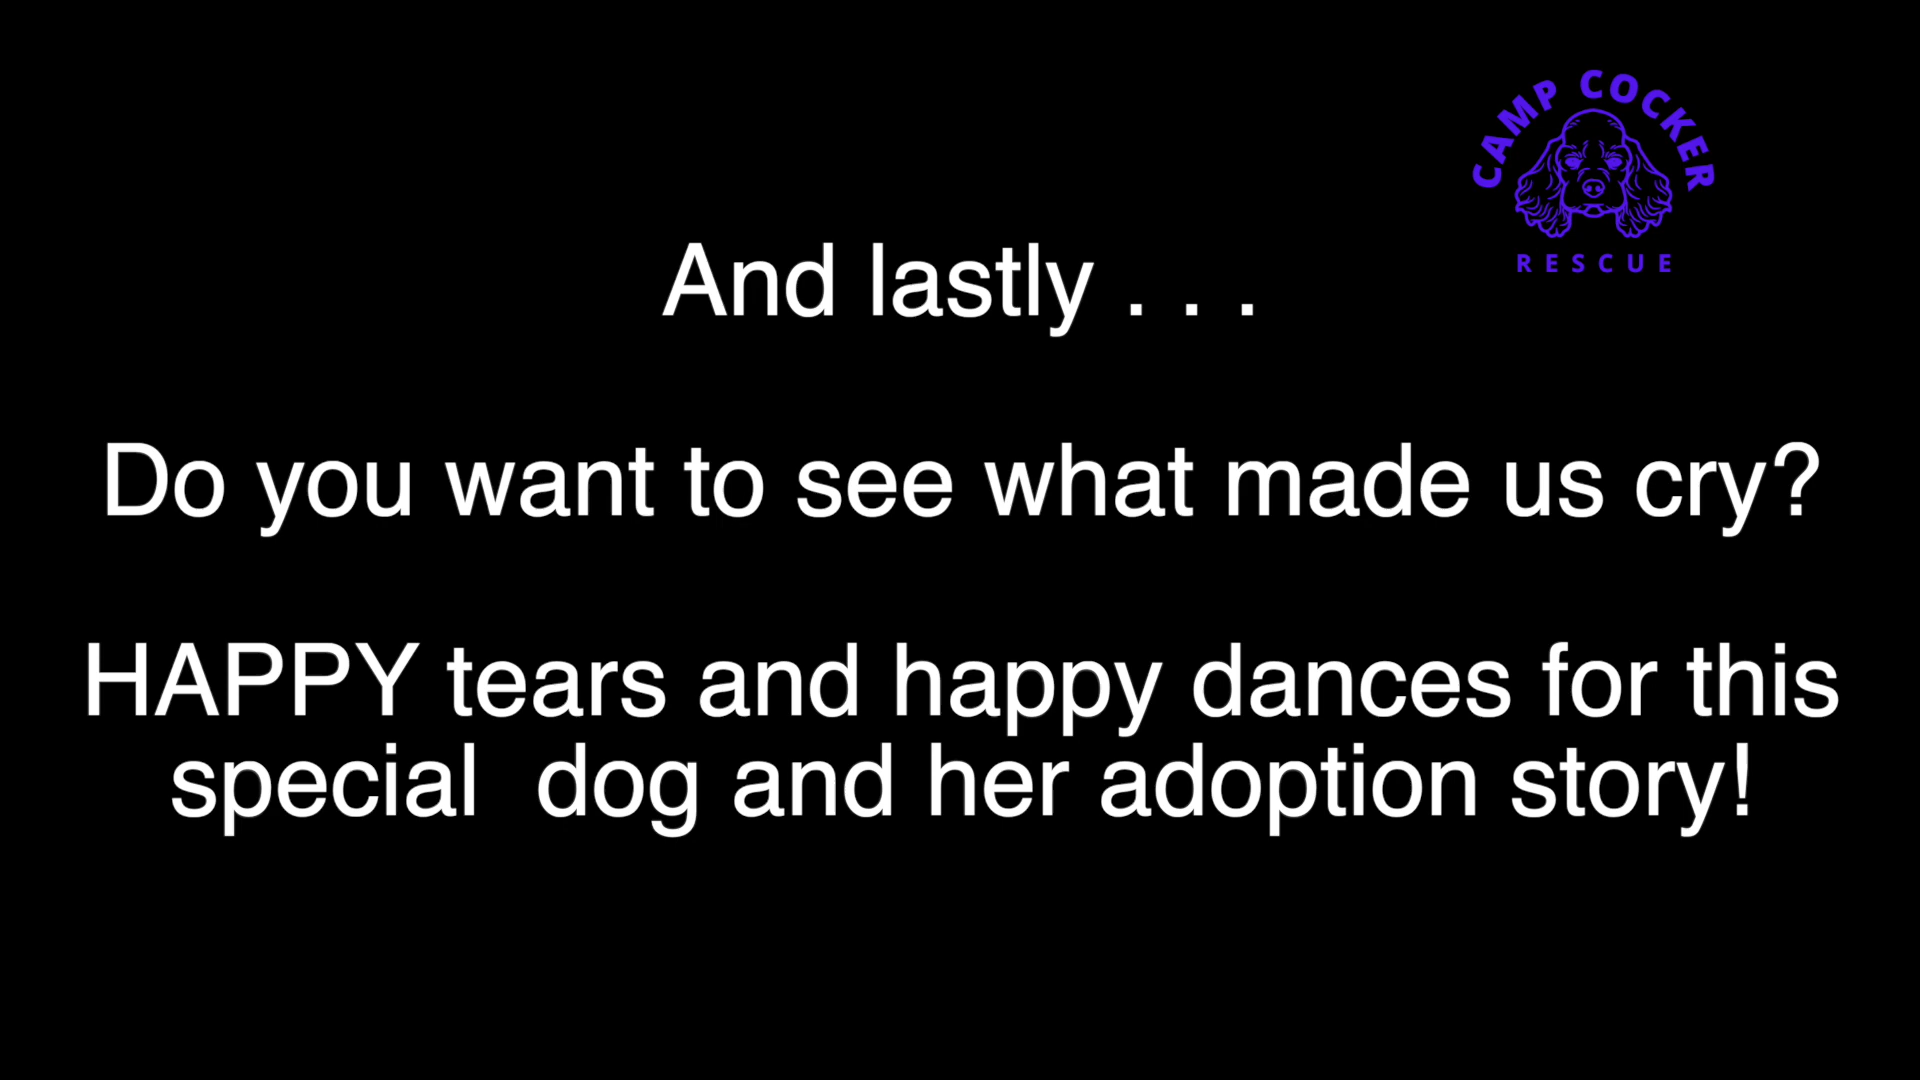 CAMP COCKER
RESCUE
And lastly . . .
Do you want to see what made us cry?
HAPPY tears and happy dances for this
special  dog and her adoption story!